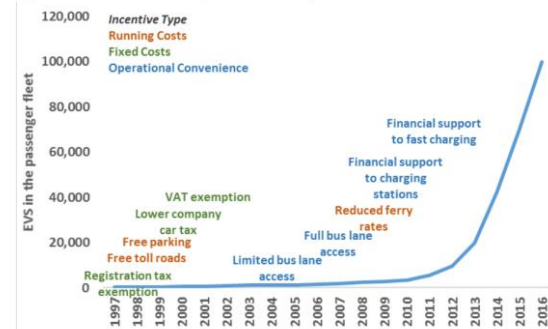 120,000
100,000
80,000
60,000
40,000
20,000
0
EVS in the passenger fleet
Incentive Type
Running Costs
Fixed Costs
Operational Convenience
Financial support
to fast charging
Financial support
to charging
stations
VAT exemption
Lower company
car tax
Reduced ferry
rates
Free parking
Free toll roads
Full bus lane
access
Limited bus lane
access
Registration tax
exemption
1997
1998
1999
2000
2001
2002
2003
2004
2005
2006
2007
2008
2009
2010
2011
2012
2013
2014
2015
2016